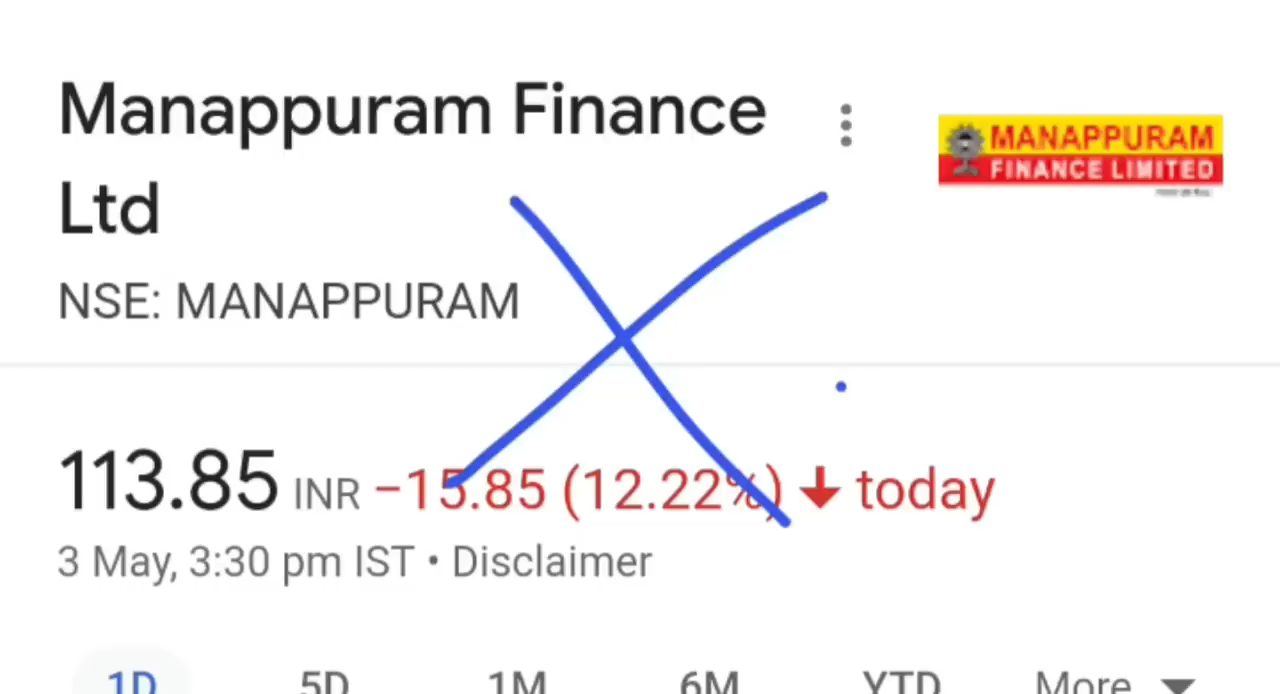 Manappuram Finance
Ltd
MANAPPURAM
FINANCE LIMITED
NSE: MANAPPURAM
113.85 INR −15.85 (12.22%) ↓ today
3 May, 3:30 pm IST • Disclaimer
1D 5D 1M 6M YTD More